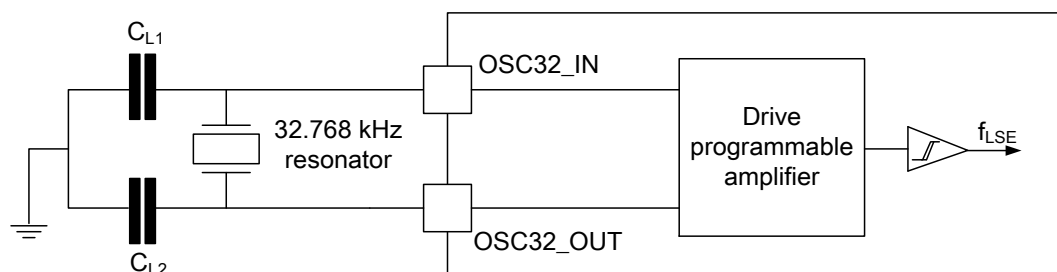 CL1
OSC32_IN
32.768 kHz
resonator
Drive
programmable
amplifier
fLSE
OSC32_OUT
CL2